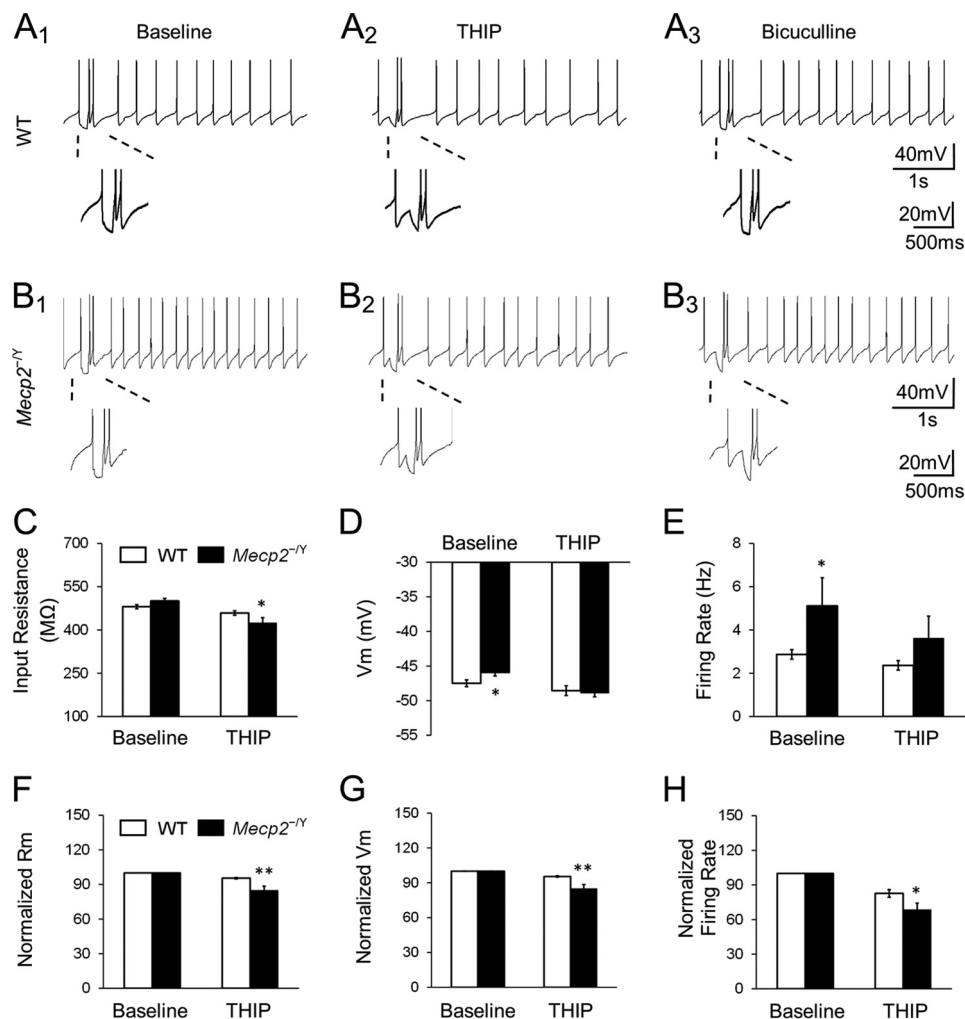 A1 Baseline
A2 THIP
A3 Bicuculline
WT
40mV
1s
20mV
500ms
B1
B2
B3
Mecp2⁻/Y
40mV
1s
20mV
500ms
C
Input Resistance
(MΩ)
700
550
400
250
100
WT
Mecp2⁻/Y
*
Baseline
THIP
D
Baseline
THIP
Vm (mV)
-30
-35
-40
-45
-50
-55
*
E
Firing Rate (Hz)
8
6
4
2
0
*
Baseline
THIP
F
Normalized Rm
150
120
90
60
30
0
WT
Mecp2⁻/Y
**
Baseline
THIP
G
Normalized Vm
150
120
90
60
30
0
**
Baseline
THIP
H
Normalized
Firing Rate
150
120
90
60
30
0
*
Baseline
THIP